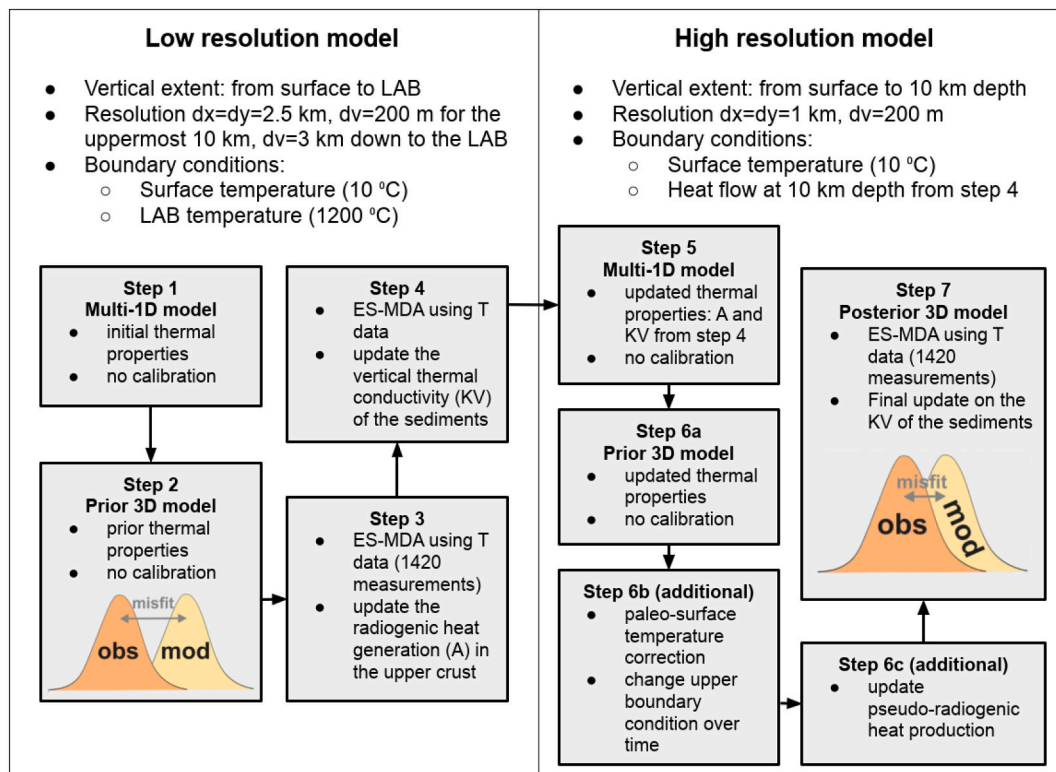 Low resolution model
● Vertical extent: from surface to LAB
● Resolution dx=dy=2.5 km, dv=200 m for the
uppermost 10 km, dv=3 km down to the LAB
● Boundary conditions:
○ Surface temperature (10 ⁰C)
○ LAB temperature (1200 ⁰C)
Step 1
Multi-1D model
● initial thermal
properties
● no calibration
Step 2
Prior 3D model
● prior thermal
properties
● no calibration
misfit
obs
mod
Step 3
● ES-MDA using T
data (1420
measurements)
● update the
radiogenic heat
generation (A) in
the upper crust
Step 4
● ES-MDA using T
data
● update the
vertical thermal
conductivity (KV)
of the sediments
High resolution model
● Vertical extent: from surface to 10 km depth
● Resolution dx=dy=1 km, dv=200 m
● Boundary conditions:
○ Surface temperature (10 ⁰C)
○ Heat flow at 10 km depth from step 4
Step 5
Multi-1D model
● updated thermal
properties: A and
KV from step 4
● no calibration
Step 6a
Prior 3D model
● updated thermal
properties
● no calibration
Step 6b (additional)
● paleo-surface
temperature
correction
● change upper
boundary
condition over
time
Step 6c (additional)
● update
pseudo-radiogenic
heat production
Step 7
Posterior 3D model
● ES-MDA using T
data (1420
measurements)
● Final update on the
KV of the sediments
misfit
obs
mod